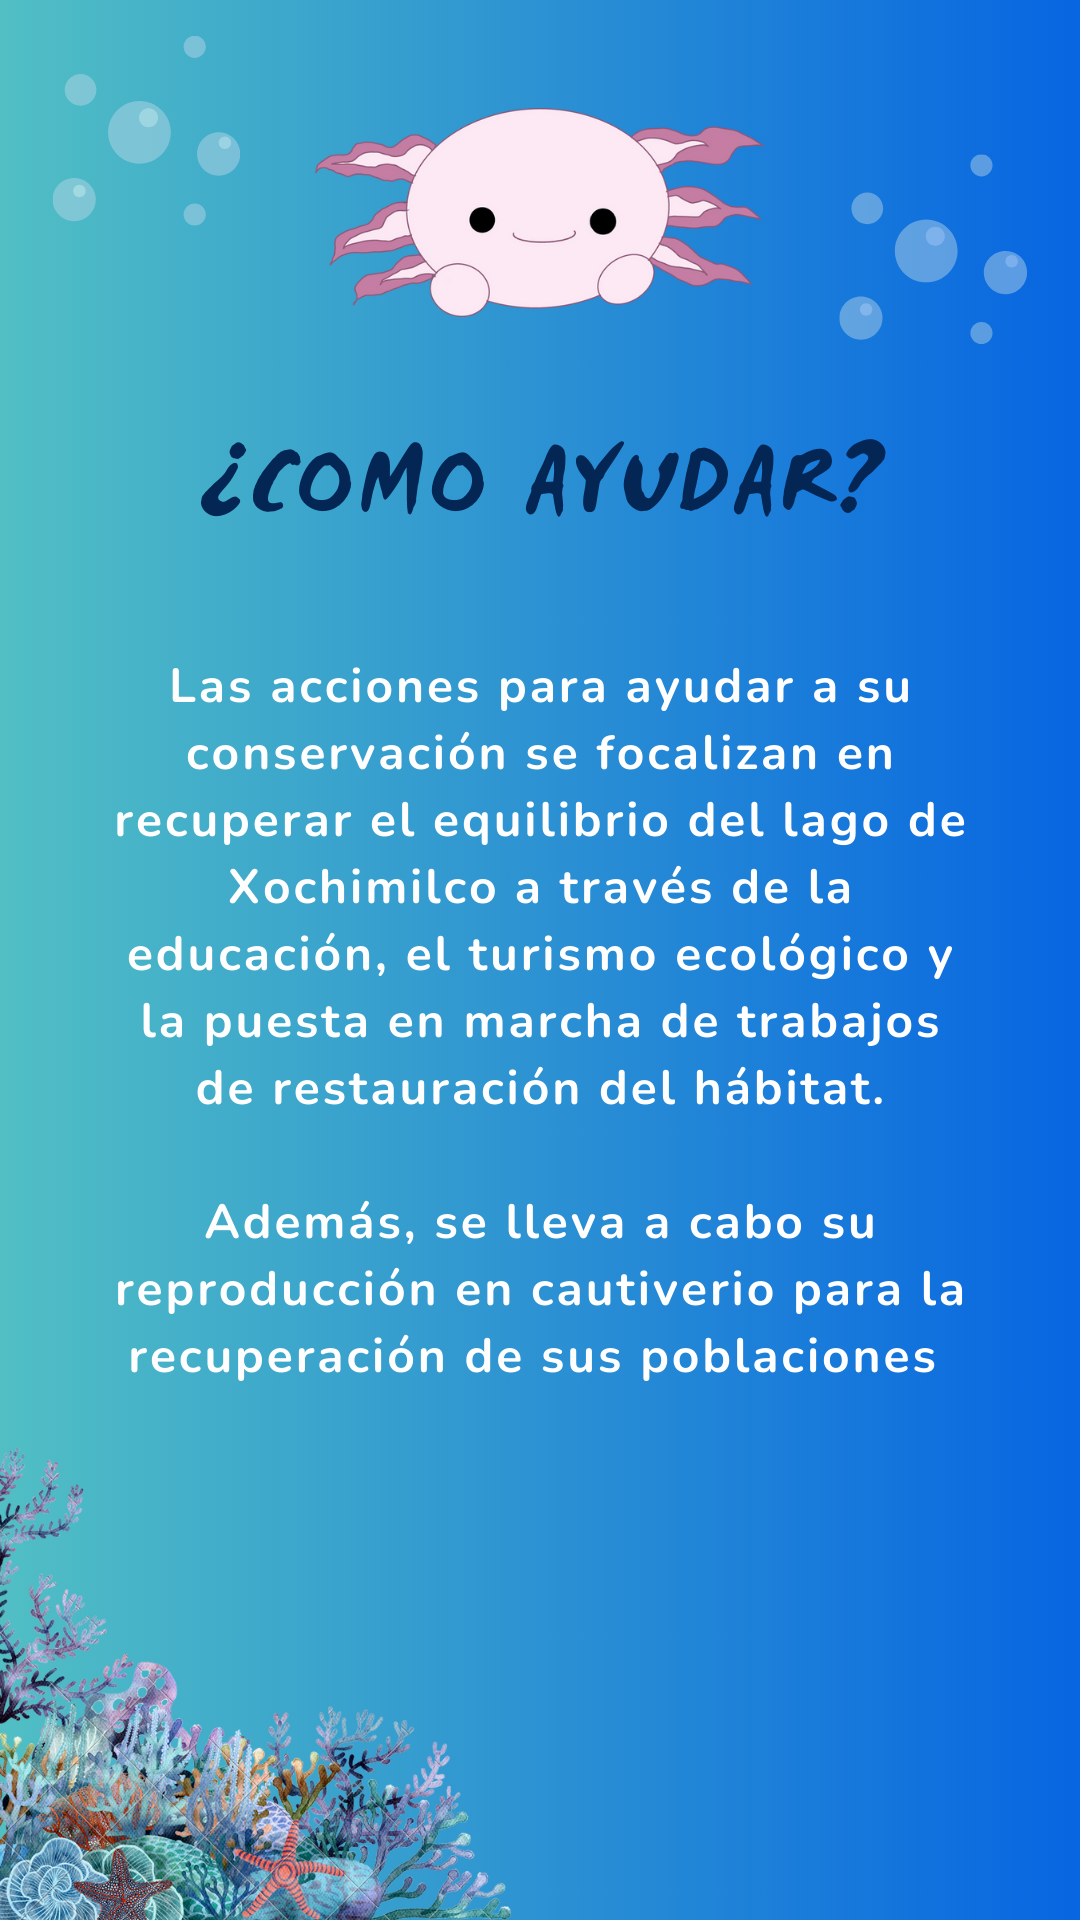 ¿COMO AYUDAR?
Las acciones para ayudar a su
conservación se focalizan en
recuperar el equilibrio del lago de
Xochimilco a través de la
educación, el turismo ecológico y
la puesta en marcha de trabajos
de restauración del hábitat.
Además, se lleva a cabo su
reproducción en cautiverio para la
recuperación de sus poblaciones